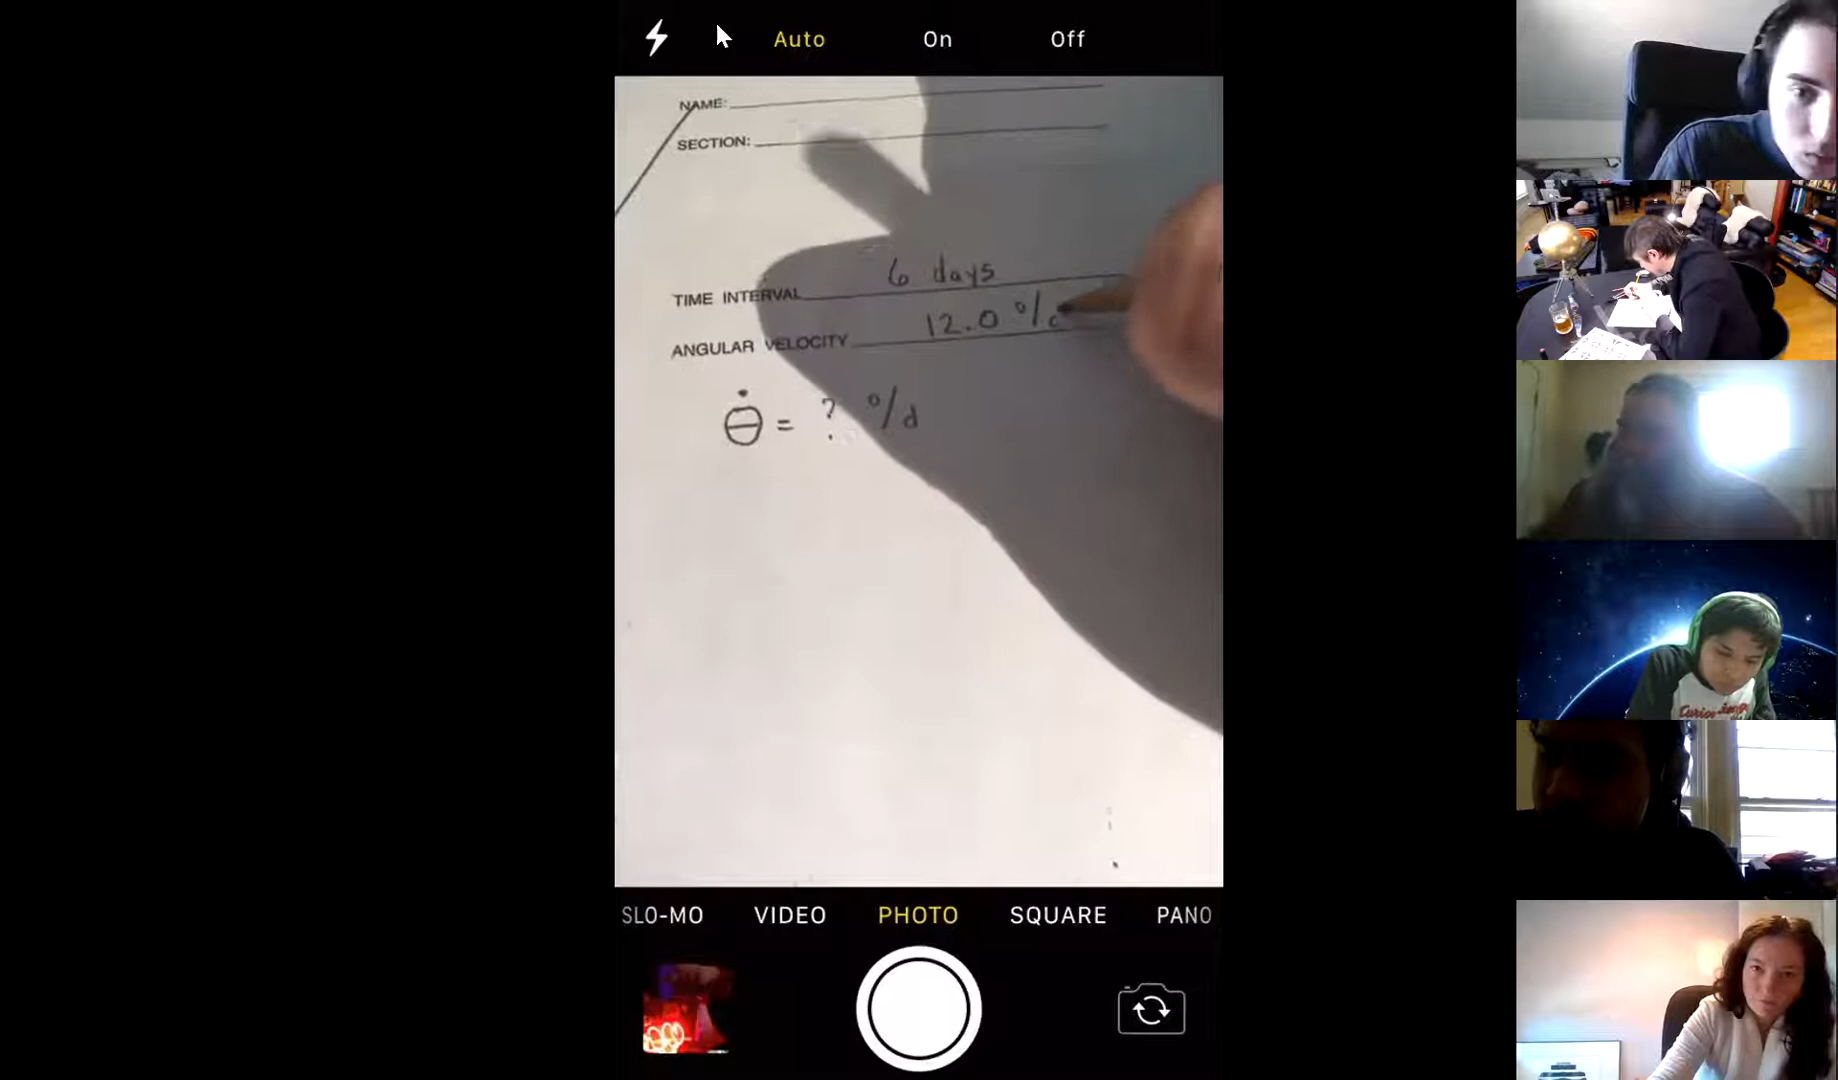 Auto On Off
NAME:
SECTION:
TIME INTERVAL 6 days
ANGULAR VELOCITY 12.0 °/d
θ̇ = ? °/d
SLO-MO VIDEO PHOTO SQUARE PANO